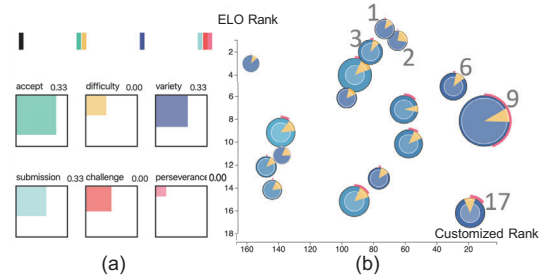 accept 0.33 difficulty 0.00 variety 0.33
submission 0.33 challenge 0.00 perseverance 0.00
(a)
ELO Rank
2
4
6
8
10
12
14
16
18
1
2
3
6
9
17
Customized Rank
160 140 120 100 80 60 40 20
(b)